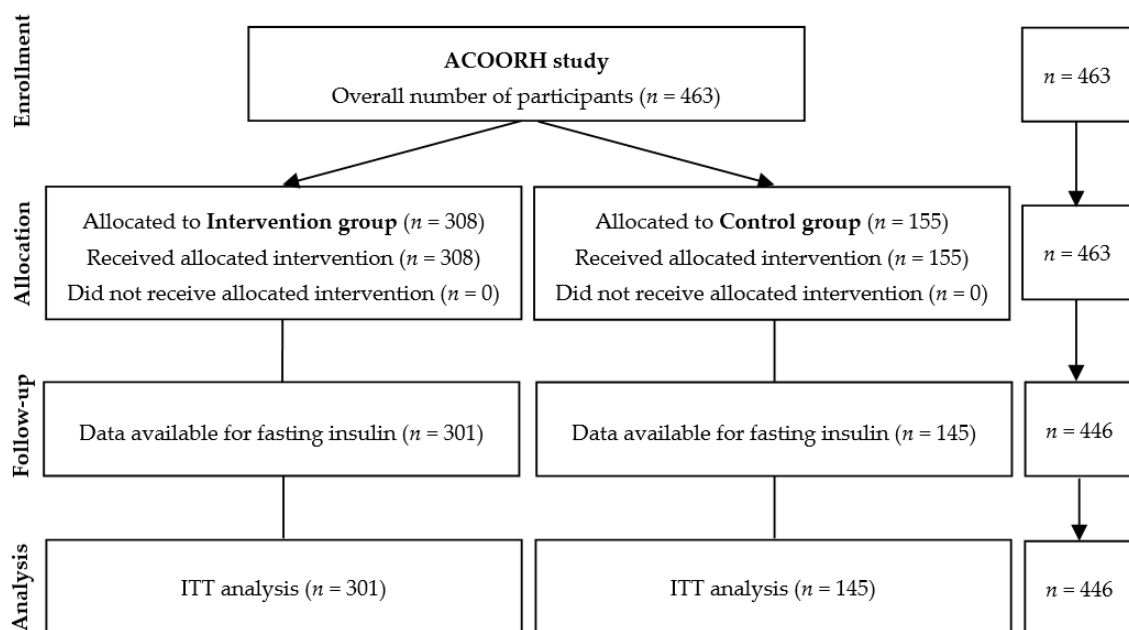 Enrollment
ACOORH study
Overall number of participants (n = 463)
n = 463
Allocation
Allocated to Intervention group (n = 308)
Received allocated intervention (n = 308)
Did not receive allocated intervention (n = 0)
Allocated to Control group (n = 155)
Received allocated intervention (n = 155)
Did not receive allocated intervention (n = 0)
n = 463
Follow-up
Data available for fasting insulin (n = 301)
Data available for fasting insulin (n = 145)
n = 446
Analysis
ITT analysis (n = 301)
ITT analysis (n = 145)
n = 446